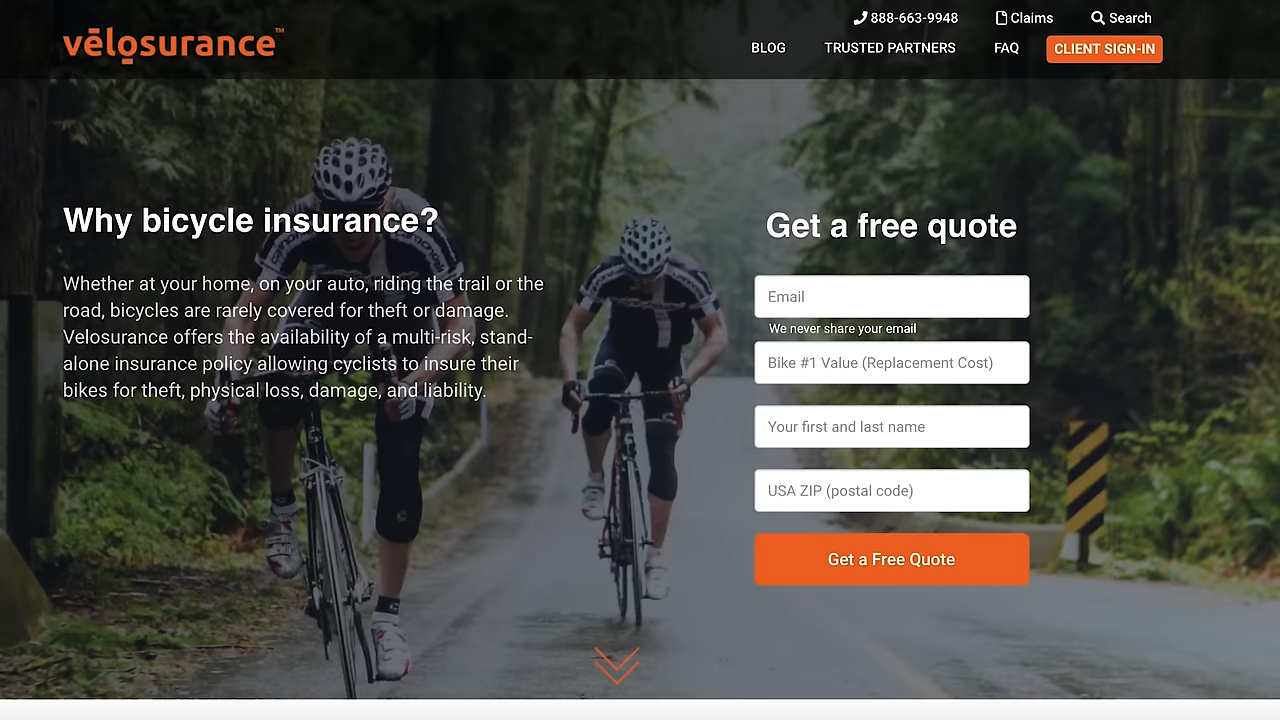 vēlosurance™
888-663-9948
Claims
Search
BLOG
TRUSTED PARTNERS
FAQ
CLIENT SIGN-IN
Why bicycle insurance?
Whether at your home, on your auto, riding the trail or the
road, bicycles are rarely covered for theft or damage.
Velosurance offers the availability of a multi-risk, stand-
alone insurance policy allowing cyclists to insure their
bikes for theft, physical loss, damage, and liability.
Get a free quote
Email
We never share your email
Bike #1 Value (Replacement Cost)
Your first and last name
USA ZIP (postal code)
Get a Free Quote